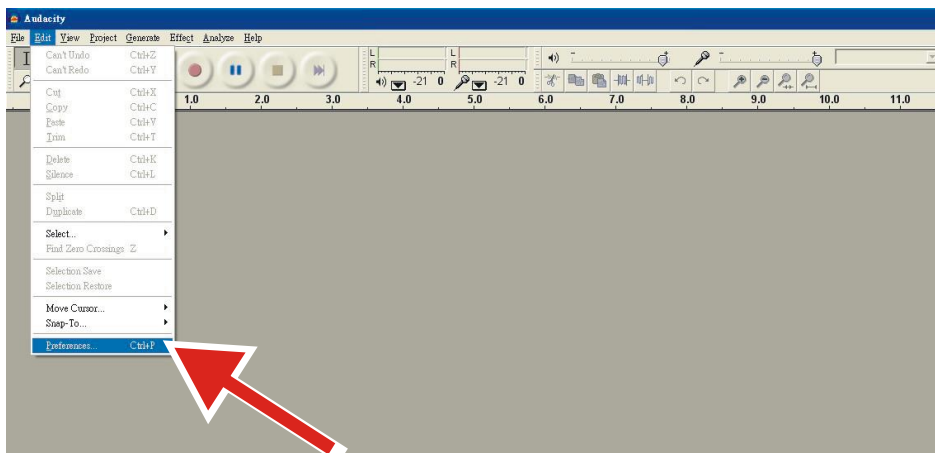 Audacity
File Edit View Project Generate Effect Analyze Help
Can't Undo Ctrl+Z
Can't Redo Ctrl+Y
Cut Ctrl+X
Copy Ctrl+C
Paste Ctrl+V
Trim Ctrl+T
Delete Ctrl+K
Silence Ctrl+L
Split
Duplicate Ctrl+D
Select...
Find Zero Crossings Z
Selection Save
Selection Restore
Move Cursor...
Snap-To...
Preferences... Ctrl+P
L L
R R
-21 0 -21 0
1.0 2.0 3.0 4.0 5.0 6.0 7.0 8.0 9.0 10.0 11.0